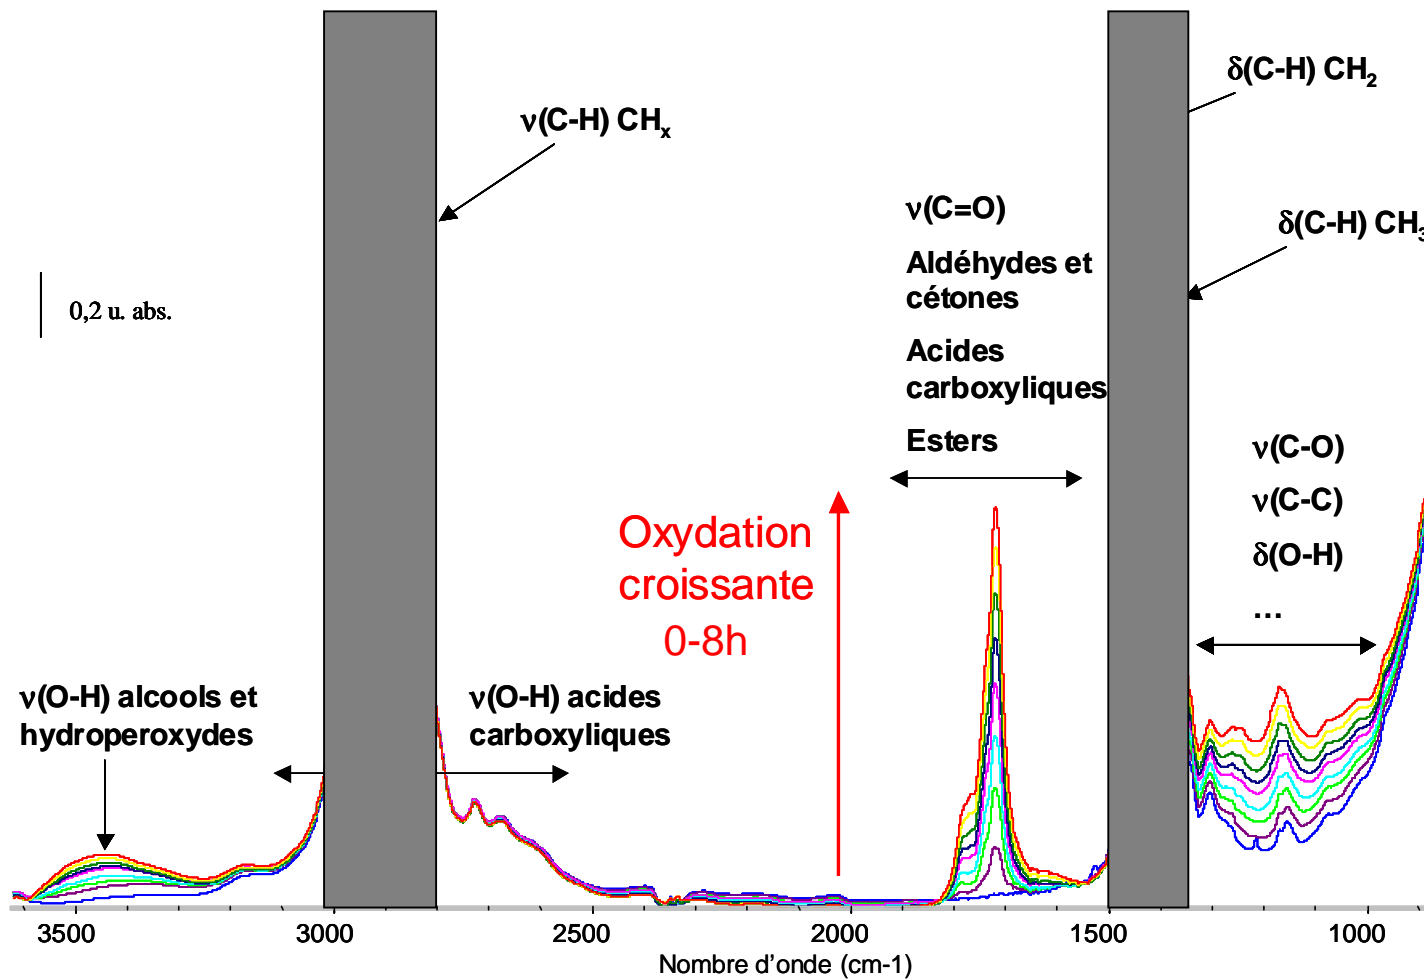 δ(C-H) CH₂
ν(C-H) CHₓ
ν(C=O)
δ(C-H) CH₃
Aldéhydes et
cétones
0,2 u. abs.
Acides
carboxyliques
Esters
ν(C-O)
ν(C-C)
δ(O-H)
...
Oxydation
croissante
0-8h
ν(O-H) alcools et
hydroperoxydes
ν(O-H) acides
carboxyliques
3500 3000 2500 2000 1500 1000
Nombre d'onde (cm-1)